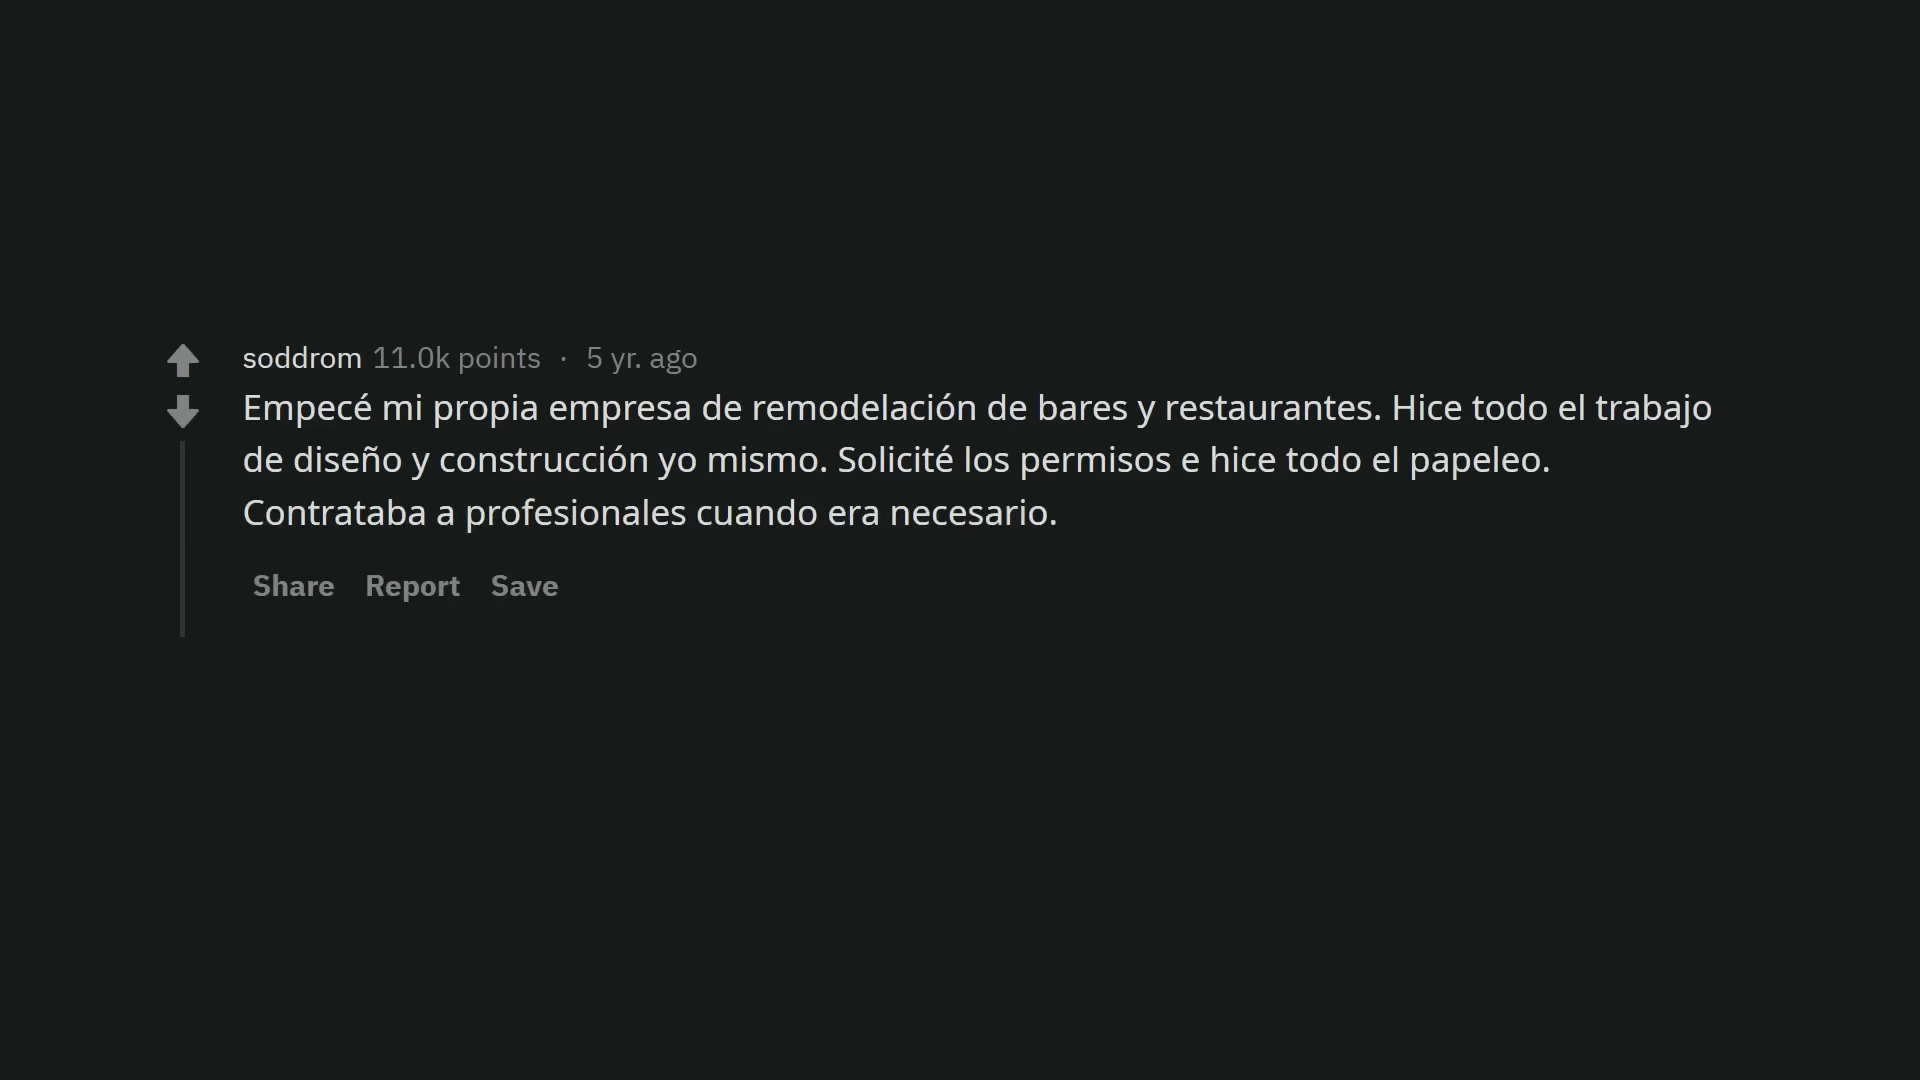 soddrom 11.0k points · 5 yr. ago
Empecé mi propia empresa de remodelación de bares y restaurantes. Hice todo el trabajo
de diseño y construcción yo mismo. Solicité los permisos e hice todo el papeleo.
Contrataba a profesionales cuando era necesario.
Share Report Save